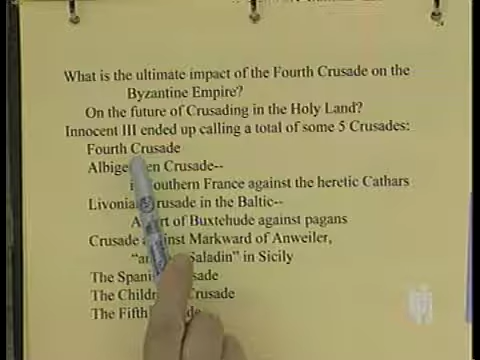 What is the ultimate impact of the Fourth Crusade on the
Byzantine Empire?
On the future of Crusading in the Holy Land?
Innocent III ended up calling a total of some 5 Crusades:
Fourth Crusade
Crusade--
Southern France against the heretic Cathars
Crusade in the Baltic--
of Buxtehude against pagans
Crusade Markward of Anweiler,
Saladin" in Sicily
The
The Crusade
The Fifth